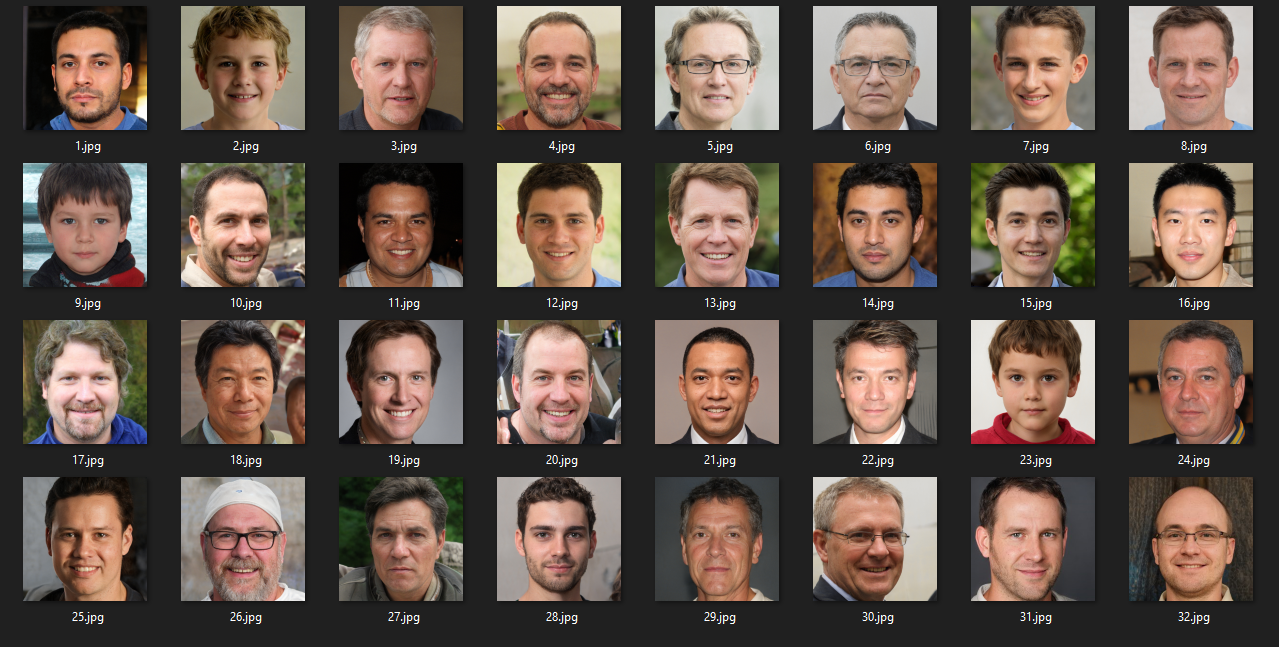 1.jpg 2.jpg 3.jpg 4.jpg 5.jpg 6.jpg 7.jpg 8.jpg
9.jpg 10.jpg 11.jpg 12.jpg 13.jpg 14.jpg 15.jpg 16.jpg
17.jpg 18.jpg 19.jpg 20.jpg 21.jpg 22.jpg 23.jpg 24.jpg
25.jpg 26.jpg 27.jpg 28.jpg 29.jpg 30.jpg 31.jpg 32.jpg